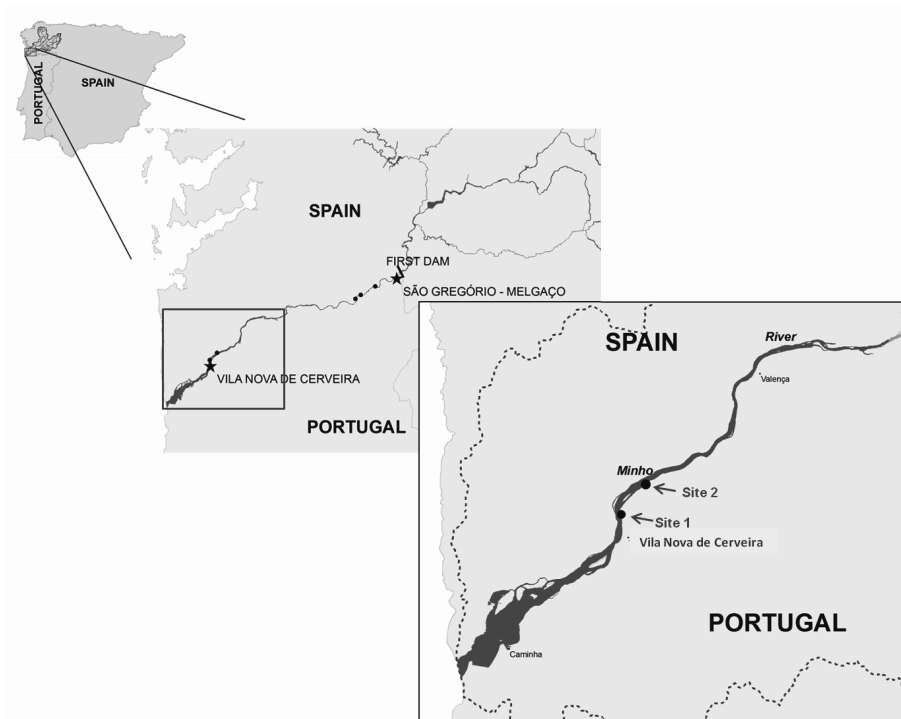 PORTUGAL
SPAIN
SPAIN
FIRST DAM
SÃO GREGÓRIO - MELGAÇO
VILA NOVA DE CERVEIRA
PORTUGAL
SPAIN
River
Valença
Minho
Site 2
Site 1
Vila Nova de Cerveira
PORTUGAL
Caminha